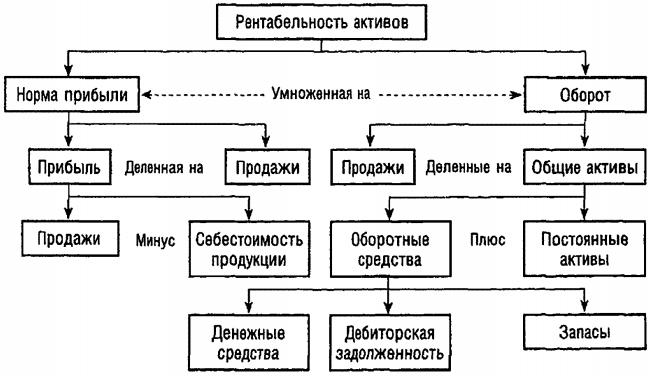 Рентабельность активов
Норма прибыли
Умноженная на
Оборот
Прибыль
Деленная на
Продажи
Продажи
Деленные на
Общие активы
Продажи
Минус
Себестоимость
продукции
Оборотные
средства
Плюс
Постоянные
активы
Денежные
средства
Дебиторская
задолженность
Запасы